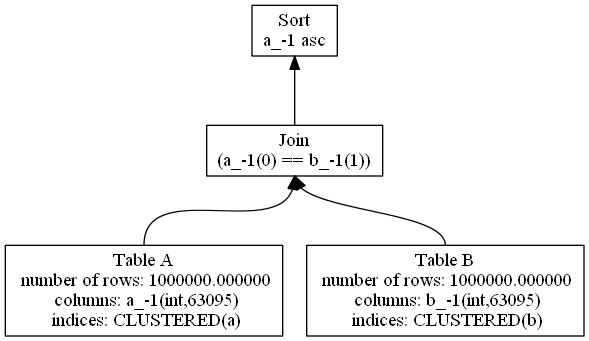 Sort
a_-1 asc
Join
(a_-1(0) == b_-1(1))
Table A
number of rows: 1000000.000000
columns: a_-1(int,63095)
indices: CLUSTERED(a)
Table B
number of rows: 1000000.000000
columns: b_-1(int,63095)
indices: CLUSTERED(b)